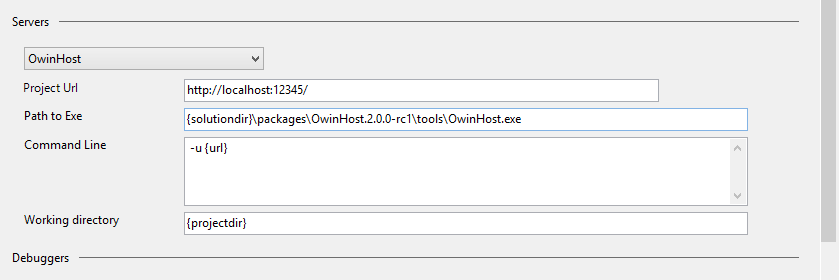 Servers
OwinHost
Project Url
http://localhost:12345/
Path to Exe
{solutiondir}\packages\OwinHost.2.0.0-rc1\tools\OwinHost.exe
Command Line
-u {url}
Working directory
{projectdir}
Debuggers